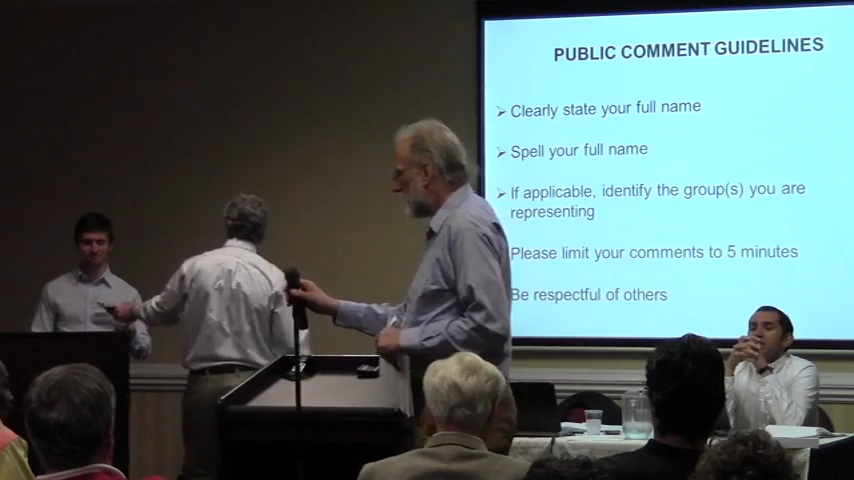 PUBLIC COMMENT GUIDELINES
➢ Clearly state your full name
➢ Spell your full name
➢ If applicable, identify the group(s) you are
representing
Please limit your comments to 5 minutes
Be respectful of others